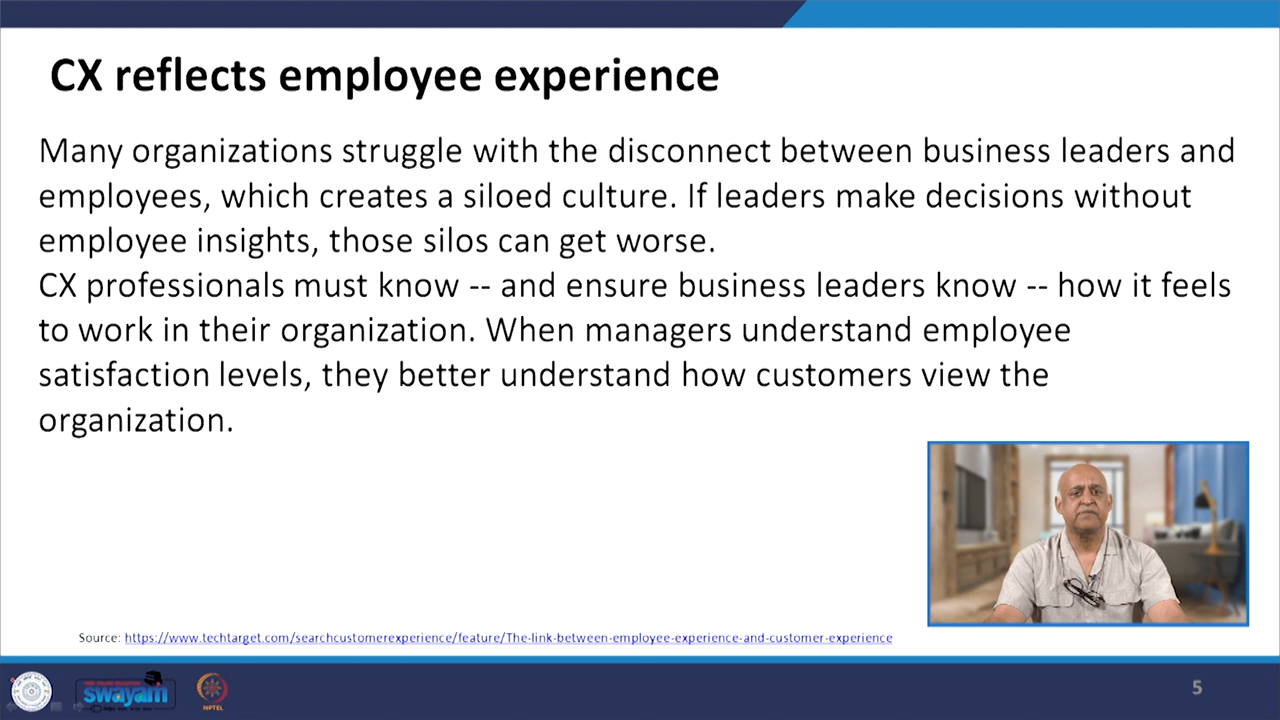 CX reflects employee experience
Many organizations struggle with the disconnect between business leaders and
employees, which creates a siloed culture. If leaders make decisions without
employee insights, those silos can get worse.
CX professionals must know -- and ensure business leaders know -- how it feels
to work in their organization. When managers understand employee
satisfaction levels, they better understand how customers view the
organization.
Source: https://www.techtarget.com/searchcustomerexperience/feature/The-link-between-employee-experience-and-customer-experience
swayam
NPTEL
5